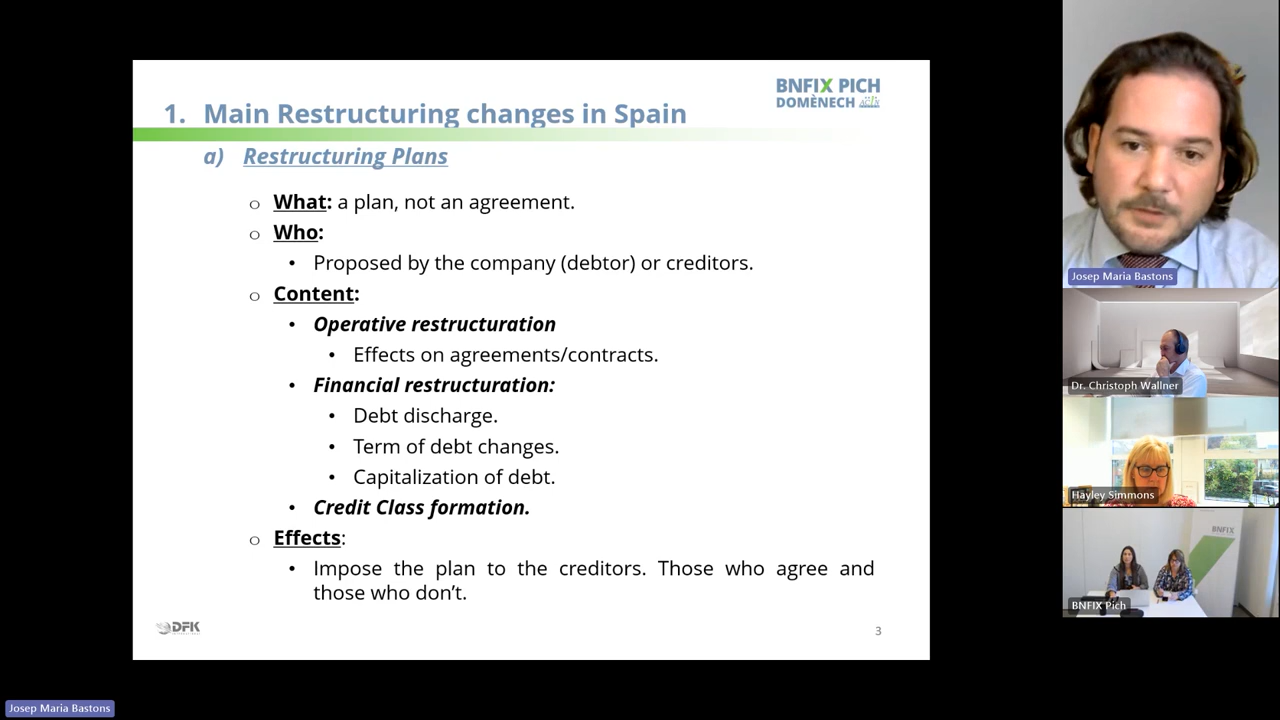 1. Main Restructuring changes in Spain
BNFIX PICH
DOMÈNECH
a) Restructuring Plans
o What: a plan, not an agreement.
o Who:
• Proposed by the company (debtor) or creditors.
o Content:
• Operative restructuration
• Effects on agreements/contracts.
• Financial restructuration:
• Debt discharge.
• Term of debt changes.
• Capitalization of debt.
• Credit Class formation.
o Effects:
• Impose the plan to the creditors. Those who agree and
those who don't.
DFK
3
Josep Maria Bastons
Dr. Christoph Wallner
Hayley Simmons
BNFIX
BNFIX Pich
Josep Maria Bastons